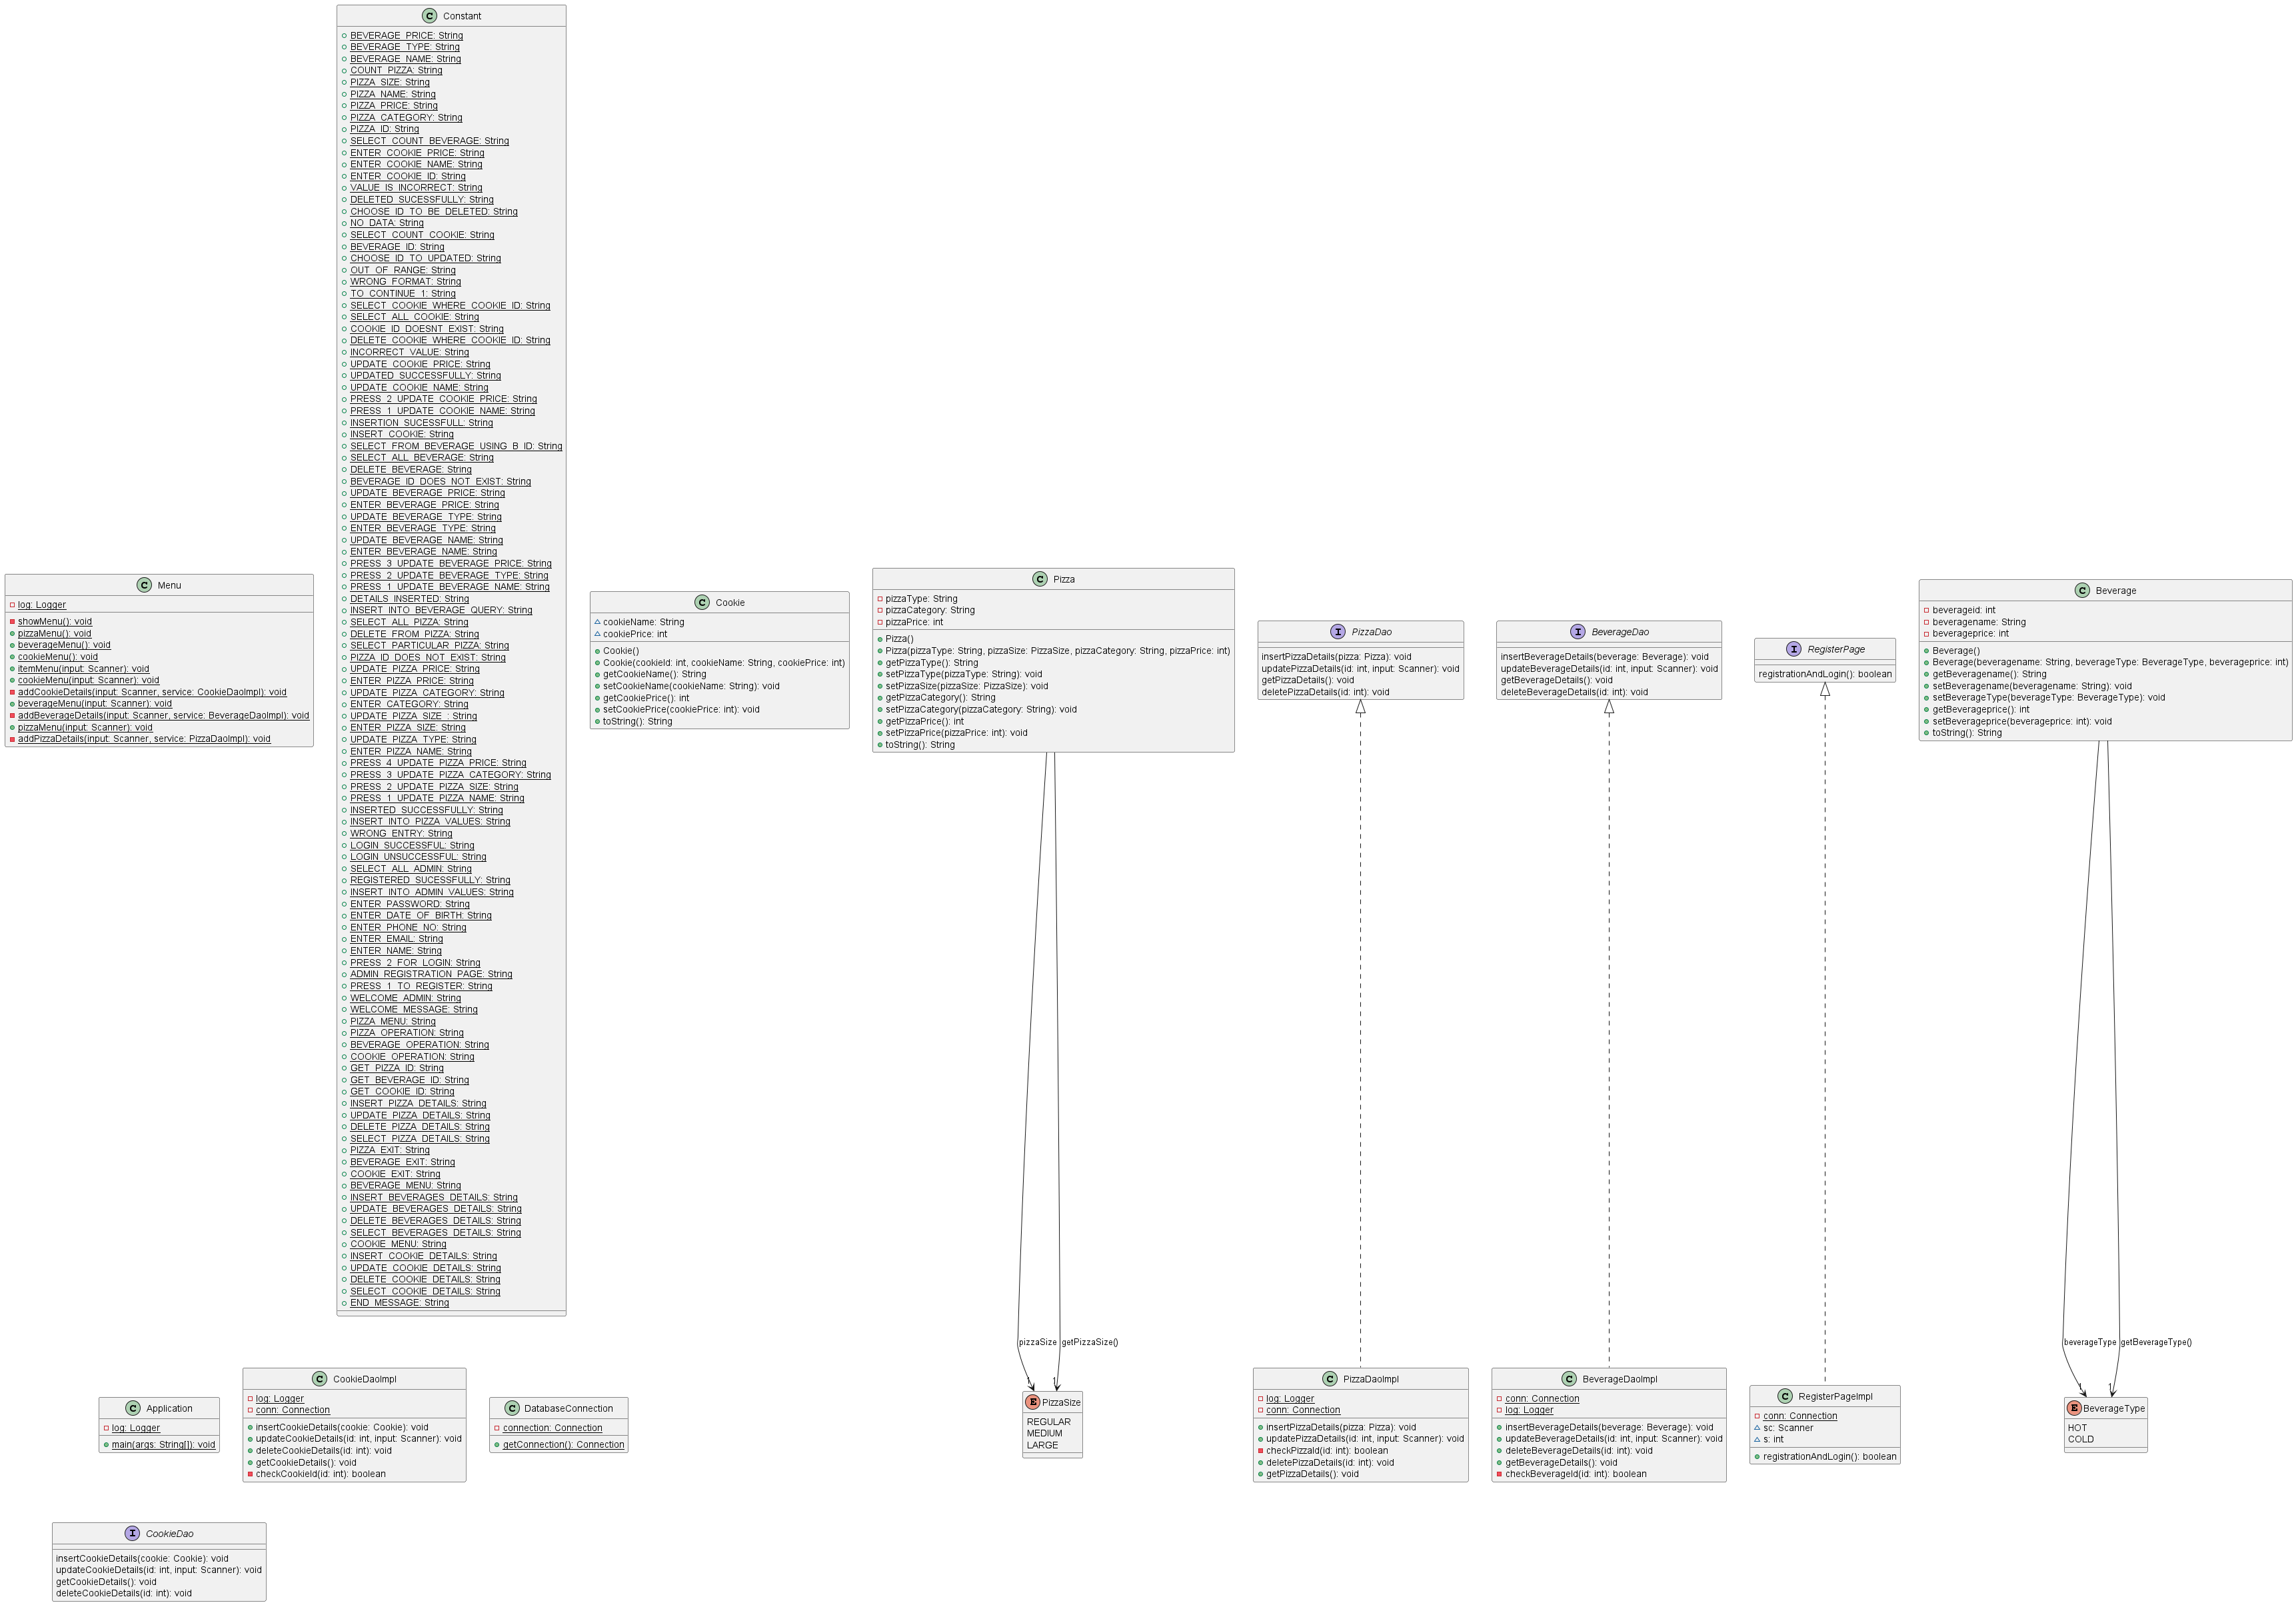 Constant
BEVERAGE_PRICE: String
BEVERAGE_TYPE: String
BEVERAGE_NAME: String
COUNT_PIZZA: String
PIZZA_SIZE: String
PIZZA_NAME: String
PIZZA_PRICE: String
PIZZA_CATEGORY: String
PIZZA_ID: String
SELECT_COUNT_BEVERAGE: String
ENTER_COOKIE_PRICE: String
ENTER_COOKIE_NAME: String
ENTER_COOKIE_ID: String
VALUE_IS_INCORRECT: String
DELETED_SUCESSFULLY: String
CHOOSE_ID_TO_BE_DELETED: String
NO_DATA: String
SELECT_COUNT_COOKIE: String
BEVERAGE_ID: String
CHOOSE_ID_TO_UPDATED: String
OUT_OF_RANGE: String
WRONG_FORMAT: String
TO_CONTINUE_1: String
SELECT_COOKIE_WHERE_COOKIE_ID: String
SELECT_ALL_COOKIE: String
COOKIE_ID_DOESNT_EXIST: String
DELETE_COOKIE_WHERE_COOKIE_ID: String
INCORRECT_VALUE: String
UPDATE_COOKIE_PRICE: String
UPDATED_SUCCESSFULLY: String
UPDATE_COOKIE_NAME: String
PRESS_2_UPDATE_COOKIE_PRICE: String
PRESS_1_UPDATE_COOKIE_NAME: String
INSERTION_SUCESSFULL: String
INSERT_COOKIE: String
SELECT_FROM_BEVERAGE_USING_B_ID: String
SELECT_ALL_BEVERAGE: String
DELETE_BEVERAGE: String
BEVERAGE_ID_DOES_NOT_EXIST: String
UPDATE_BEVERAGE_PRICE: String
ENTER_BEVERAGE_PRICE: String
UPDATE_BEVERAGE_TYPE: String
ENTER_BEVERAGE_TYPE: String
UPDATE_BEVERAGE_NAME: String
ENTER_BEVERAGE_NAME: String
PRESS_3_UPDATE_BEVERAGE_PRICE: String
PRESS_2_UPDATE_BEVERAGE_TYPE: String
PRESS_1_UPDATE_BEVERAGE_NAME: String
DETAILS_INSERTED: String
INSERT_INTO_BEVERAGE_QUERY: String
SELECT_ALL_PIZZA: String
DELETE_FROM_PIZZA: String
SELECT_PARTICULAR_PIZZA: String
PIZZA_ID_DOES_NOT_EXIST: String
UPDATE_PIZZA_PRICE: String
ENTER_PIZZA_PRICE: String
UPDATE_PIZZA_CATEGORY: String
ENTER_CATEGORY: String
UPDATE_PIZZA_SIZE_: String
ENTER_PIZZA_SIZE: String
UPDATE_PIZZA_TYPE: String
ENTER_PIZZA_NAME: String
PRESS_4_UPDATE_PIZZA_PRICE: String
PRESS_3_UPDATE_PIZZA_CATEGORY: String
PRESS_2_UPDATE_PIZZA_SIZE: String
PRESS_1_UPDATE_PIZZA_NAME: String
INSERTED_SUCCESSFULLY: String
INSERT_INTO_PIZZA_VALUES: String
WRONG_ENTRY: String
LOGIN_SUCCESSFUL: String
LOGIN_UNSUCCESSFUL: String
SELECT_ALL_ADMIN: String
REGISTERED_SUCESSFULLY: String
INSERT_INTO_ADMIN_VALUES: String
ENTER_PASSWORD: String
ENTER_DATE_OF_BIRTH: String
ENTER_PHONE_NO: String
ENTER_EMAIL: String
ENTER_NAME: String
PRESS_2_FOR_LOGIN: String
ADMIN_REGISTRATION_PAGE: String
PRESS_1_TO_REGISTER: String
WELCOME_ADMIN: String
WELCOME_MESSAGE: String
PIZZA_MENU: String
PIZZA_OPERATION: String
BEVERAGE_OPERATION: String
COOKIE_OPERATION: String
GET_PIZZA_ID: String
GET_BEVERAGE_ID: String
GET_COOKIE_ID: String
INSERT_PIZZA_DETAILS: String
UPDATE_PIZZA_DETAILS: String
DELETE_PIZZA_DETAILS: String
SELECT_PIZZA_DETAILS: String
PIZZA_EXIT: String
BEVERAGE_EXIT: String
COOKIE_EXIT: String
BEVERAGE_MENU: String
INSERT_BEVERAGES_DETAILS: String
UPDATE_BEVERAGES_DETAILS: String
DELETE_BEVERAGES_DETAILS: String
SELECT_BEVERAGES_DETAILS: String
COOKIE_MENU: String
INSERT_COOKIE_DETAILS: String
UPDATE_COOKIE_DETAILS: String
DELETE_COOKIE_DETAILS: String
SELECT_COOKIE_DETAILS: String
END_MESSAGE: String
Menu
log: Logger
showMenu(): void
pizzaMenu(): void
beverageMenu(): void
cookieMenu(): void
itemMenu(input: Scanner): void
cookieMenu(input: Scanner): void
addCookieDetails(input: Scanner, service: CookieDaoImpl): void
beverageMenu(input: Scanner): void
addBeverageDetails(input: Scanner, service: BeverageDaoImpl): void
pizzaMenu(input: Scanner): void
addPizzaDetails(input: Scanner, service: PizzaDaoImpl): void
Cookie
cookieName: String
cookiePrice: int
Cookie()
Cookie(cookieId: int, cookieName: String, cookiePrice: int)
getCookieName(): String
setCookieName(cookieName: String): void
getCookiePrice(): int
setCookiePrice(cookiePrice: int): void
toString(): String
Pizza
pizzaType: String
pizzaCategory: String
pizzaPrice: int
Pizza()
Pizza(pizzaType: String, pizzaSize: PizzaSize, pizzaCategory: String, pizzaPrice: int)
getPizzaType(): String
setPizzaType(pizzaType: String): void
setPizzaSize(pizzaSize: PizzaSize): void
getPizzaCategory(): String
setPizzaCategory(pizzaCategory: String): void
getPizzaPrice(): int
setPizzaPrice(pizzaPrice: int): void
toString(): String
PizzaDao
insertPizzaDetails(pizza: Pizza): void
updatePizzaDetails(id: int, input: Scanner): void
getPizzaDetails(): void
deletePizzaDetails(id: int): void
BeverageDao
insertBeverageDetails(beverage: Beverage): void
updateBeverageDetails(id: int, input: Scanner): void
getBeverageDetails(): void
deleteBeverageDetails(id: int): void
RegisterPage
registrationAndLogin(): boolean
Beverage
beverageid: int
beveragename: String
beverageprice: int
Beverage()
Beverage(beveragename: String, beverageType: BeverageType, beverageprice: int)
getBeveragename(): String
setBeveragename(beveragename: String): void
setBeverageType(beverageType: BeverageType): void
getBeverageprice(): int
setBeverageprice(beverageprice: int): void
toString(): String
pizzaSize
getPizzaSize()
1
1
beverageType
getBeverageType()
1
1
Application
log: Logger
main(args: String[]): void
CookieDaoImpl
log: Logger
conn: Connection
insertCookieDetails(cookie: Cookie): void
updateCookieDetails(id: int, input: Scanner): void
deleteCookieDetails(id: int): void
getCookieDetails(): void
checkCookieId(id: int): boolean
DatabaseConnection
connection: Connection
getConnection(): Connection
PizzaSize
REGULAR
MEDIUM
LARGE
PizzaDaoImpl
log: Logger
conn: Connection
insertPizzaDetails(pizza: Pizza): void
updatePizzaDetails(id: int, input: Scanner): void
checkPizzaId(id: int): boolean
deletePizzaDetails(id: int): void
getPizzaDetails(): void
BeverageDaoImpl
conn: Connection
log: Logger
insertBeverageDetails(beverage: Beverage): void
updateBeverageDetails(id: int, input: Scanner): void
deleteBeverageDetails(id: int): void
getBeverageDetails(): void
checkBeverageId(id: int): boolean
RegisterPageImpl
conn: Connection
sc: Scanner
s: int
registrationAndLogin(): boolean
BeverageType
HOT
COLD
CookieDao
insertCookieDetails(cookie: Cookie): void
updateCookieDetails(id: int, input: Scanner): void
getCookieDetails(): void
deleteCookieDetails(id: int): void